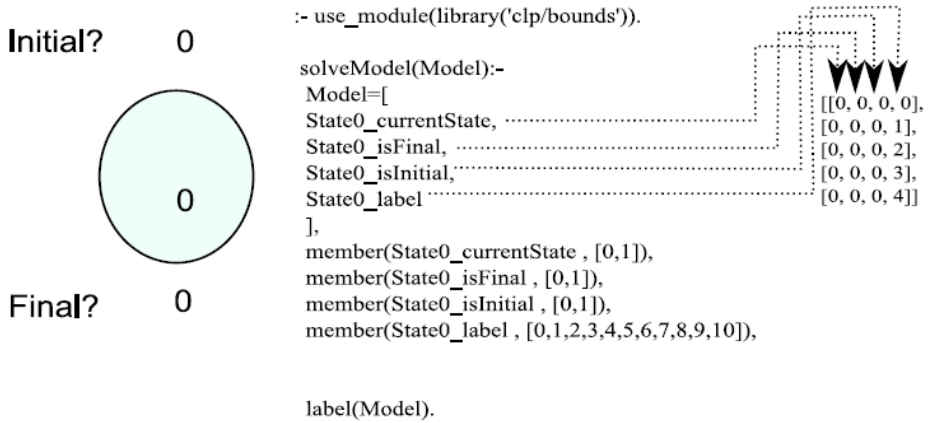 Initial? 0
0
Final? 0
:- use_module(library('clp/bounds')).
solveModel(Model):-
Model=[
State0_currentState,
State0_isFinal,
State0_isInitial,
State0_label
],
member(State0_currentState , [0,1]),
member(State0_isFinal , [0,1]),
member(State0_isInitial , [0,1]),
member(State0_label , [0,1,2,3,4,5,6,7,8,9,10]),
label(Model).
[[0, 0, 0, 0],
[0, 0, 0, 1],
[0, 0, 0, 2],
[0, 0, 0, 3],
[0, 0, 0, 4]]